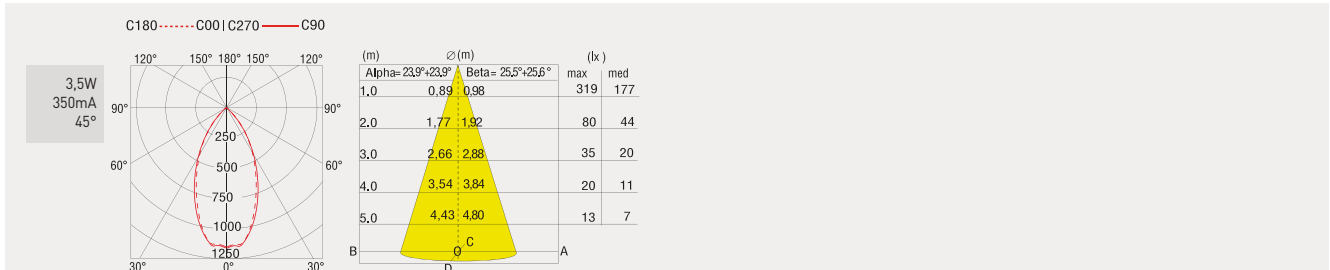 C180 C00 | C270 C90
3,5W
350mA
45°
120° 150° 180° 150° 120°
90° 90°
60° 60°
30° 0° 30°
250
500
750
1000
1250
(m) ∅(m) (lx )
Alpha= 23.9°+23.9° Beta= 25.5°+25.6° max med
1.0 0,89 0,98 319 177
2.0 1,77 1,92 80 44
3.0 2,66 2,88 35 20
4.0 3,54 3,84 20 11
5.0 4,43 4,80 13 7
C
B O A
D